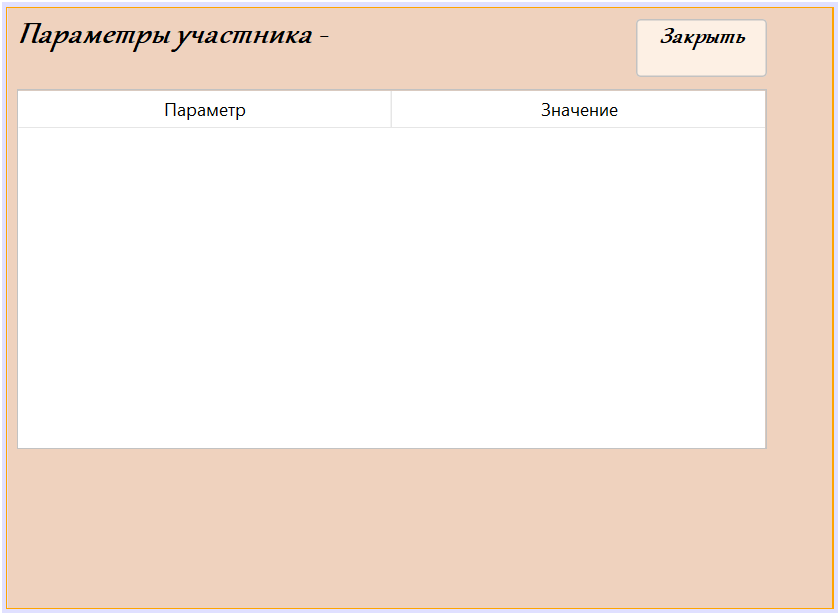 Параметры участника -
Закрыть
Параметр
Значение